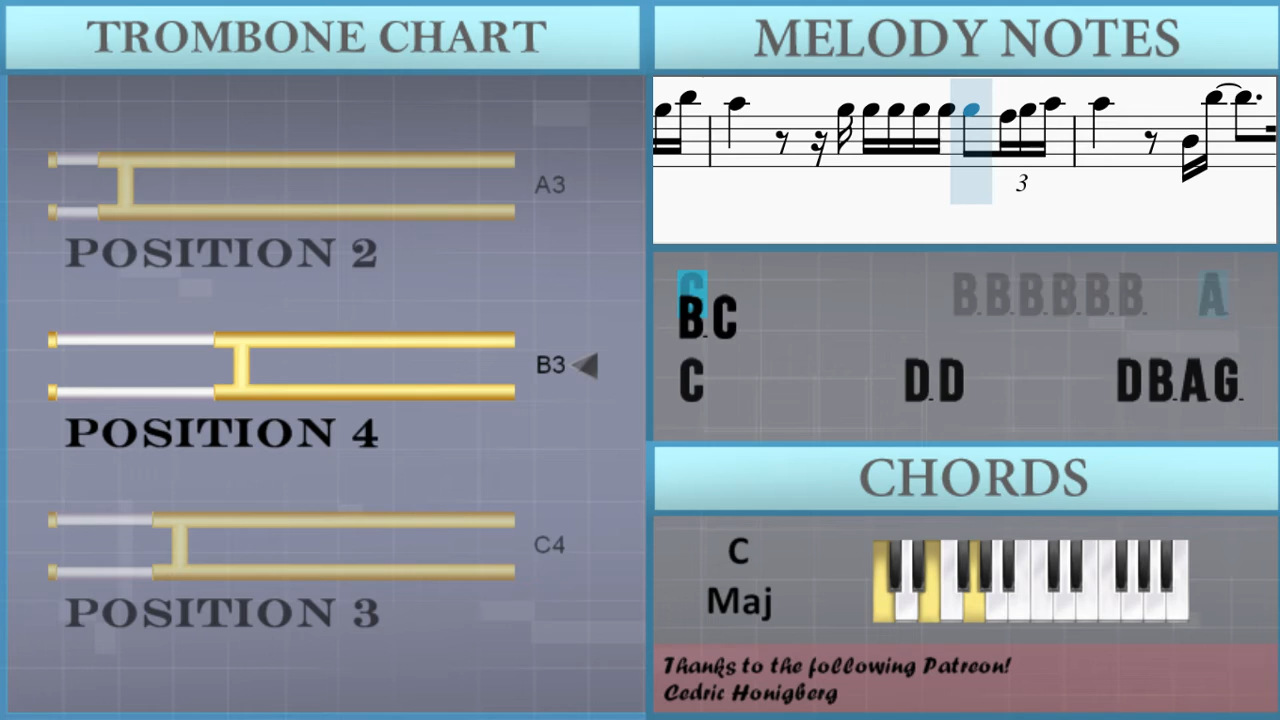 TROMBONE CHART
A3
POSITION 2
B3
POSITION 4
C4
POSITION 3
MELODY NOTES
3
B.B.B.B.B.B. A
B.C
C D.D D B.A.G.
CHORDS
C
Maj
Thanks to the following Patreon!
Cedric Honigberg